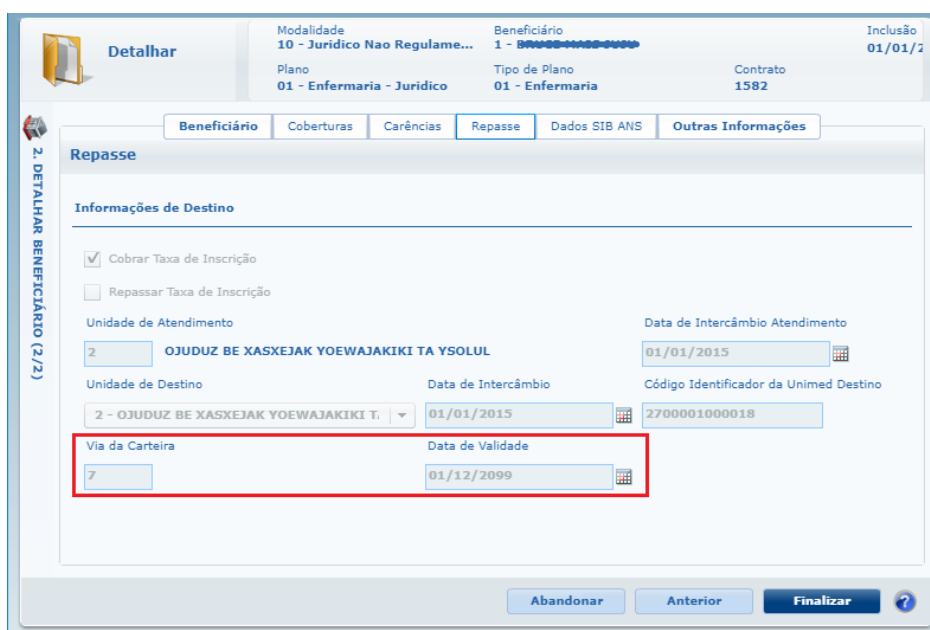 Detalhar
Modalidade
10 - Juridico Nao Regulame...
Beneficiário
1 -
Inclusão
01/01/2
Plano
01 - Enfermaria - Juridico
Tipo de Plano
01 - Enfermaria
Contrato
1582
2. DETALHAR BENEFICIÁRIO (2/2)
Beneficiário Coberturas Carências Repasse Dados SIB ANS Outras Informações
Repasse
Informações de Destino
Cobrar Taxa de Inscrição
Repassar Taxa de Inscrição
Unidade de Atendimento Data de Intercâmbio Atendimento
2 OJUDUZ BE XASXEJAK YOEWAJAKIKI TA YSOLUL 01/01/2015
Unidade de Destino Data de Intercâmbio Código Identificador da Unimed Destino
2 - OJUDUZ BE XASXEJAK YOEWAJAKIKI T. 01/01/2015 2700001000018
Via da Carteira Data de Validade
7 01/12/2099
Abandonar Anterior Finalizar ?